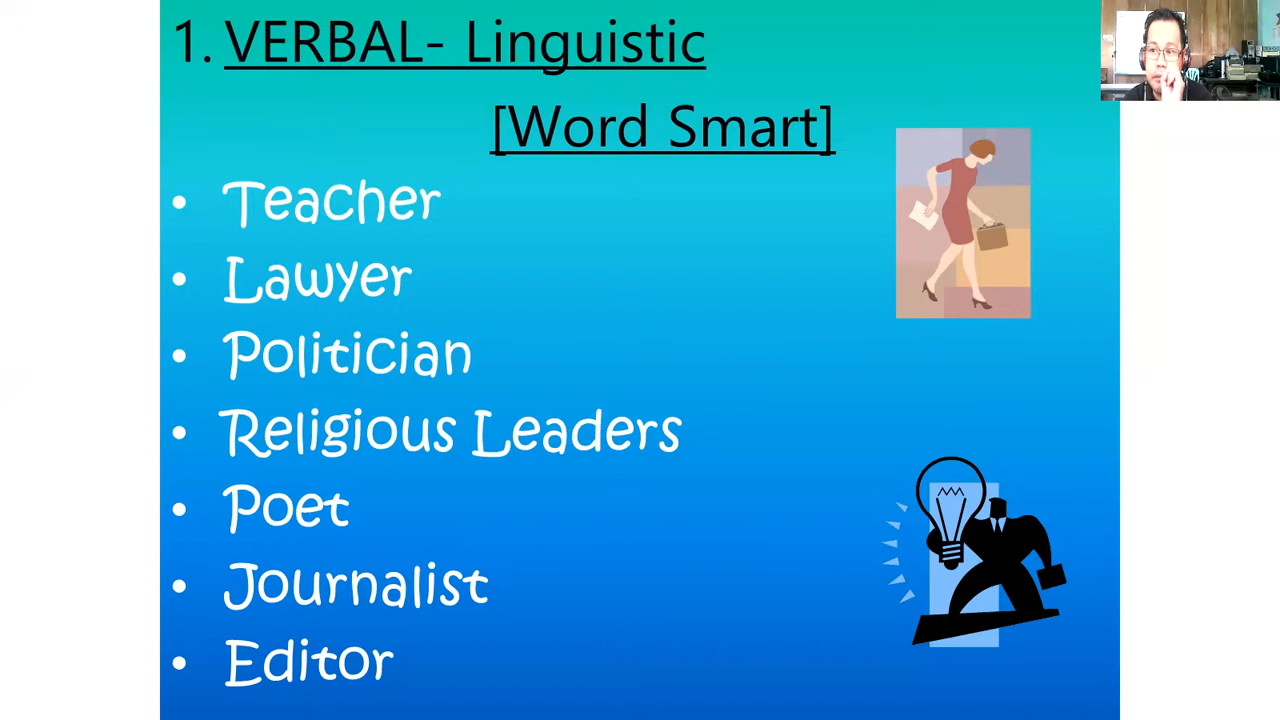 1. VERBAL- Linguistic
[Word Smart]
• Teacher
• Lawyer
• Politician
• Religious Leaders
• Poet
• Journalist
• Editor